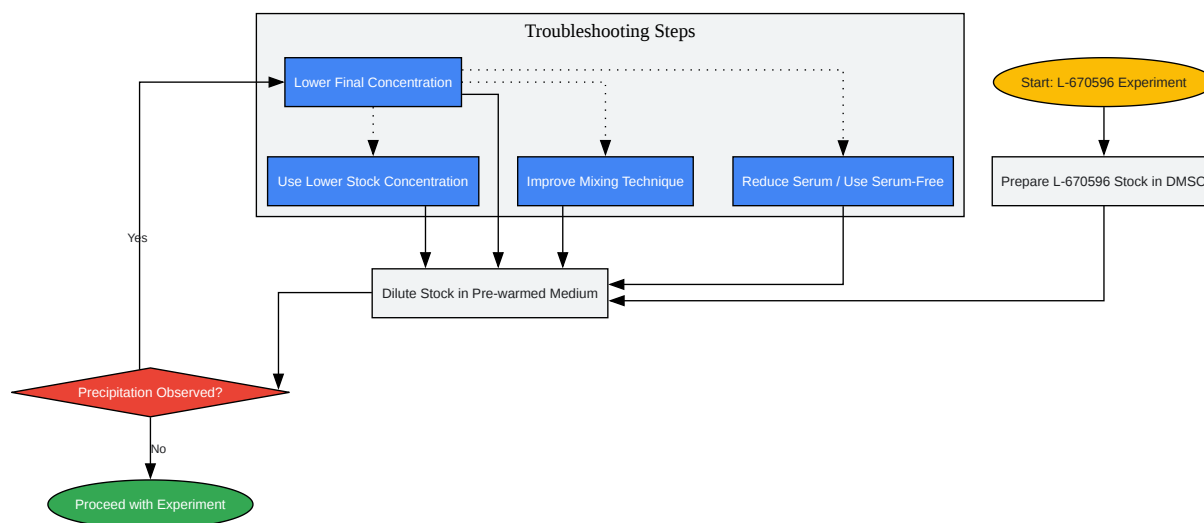 Troubleshooting Steps
Lower Final Concentration
Start: L-670596 Experiment
Use Lower Stock Concentration
Improve Mixing Technique
Reduce Serum / Use Serum-Free
Prepare L-670596 Stock in DMSO
Yes
Dilute Stock in Pre-warmed Medium
Precipitation Observed?
No
Proceed with Experiment